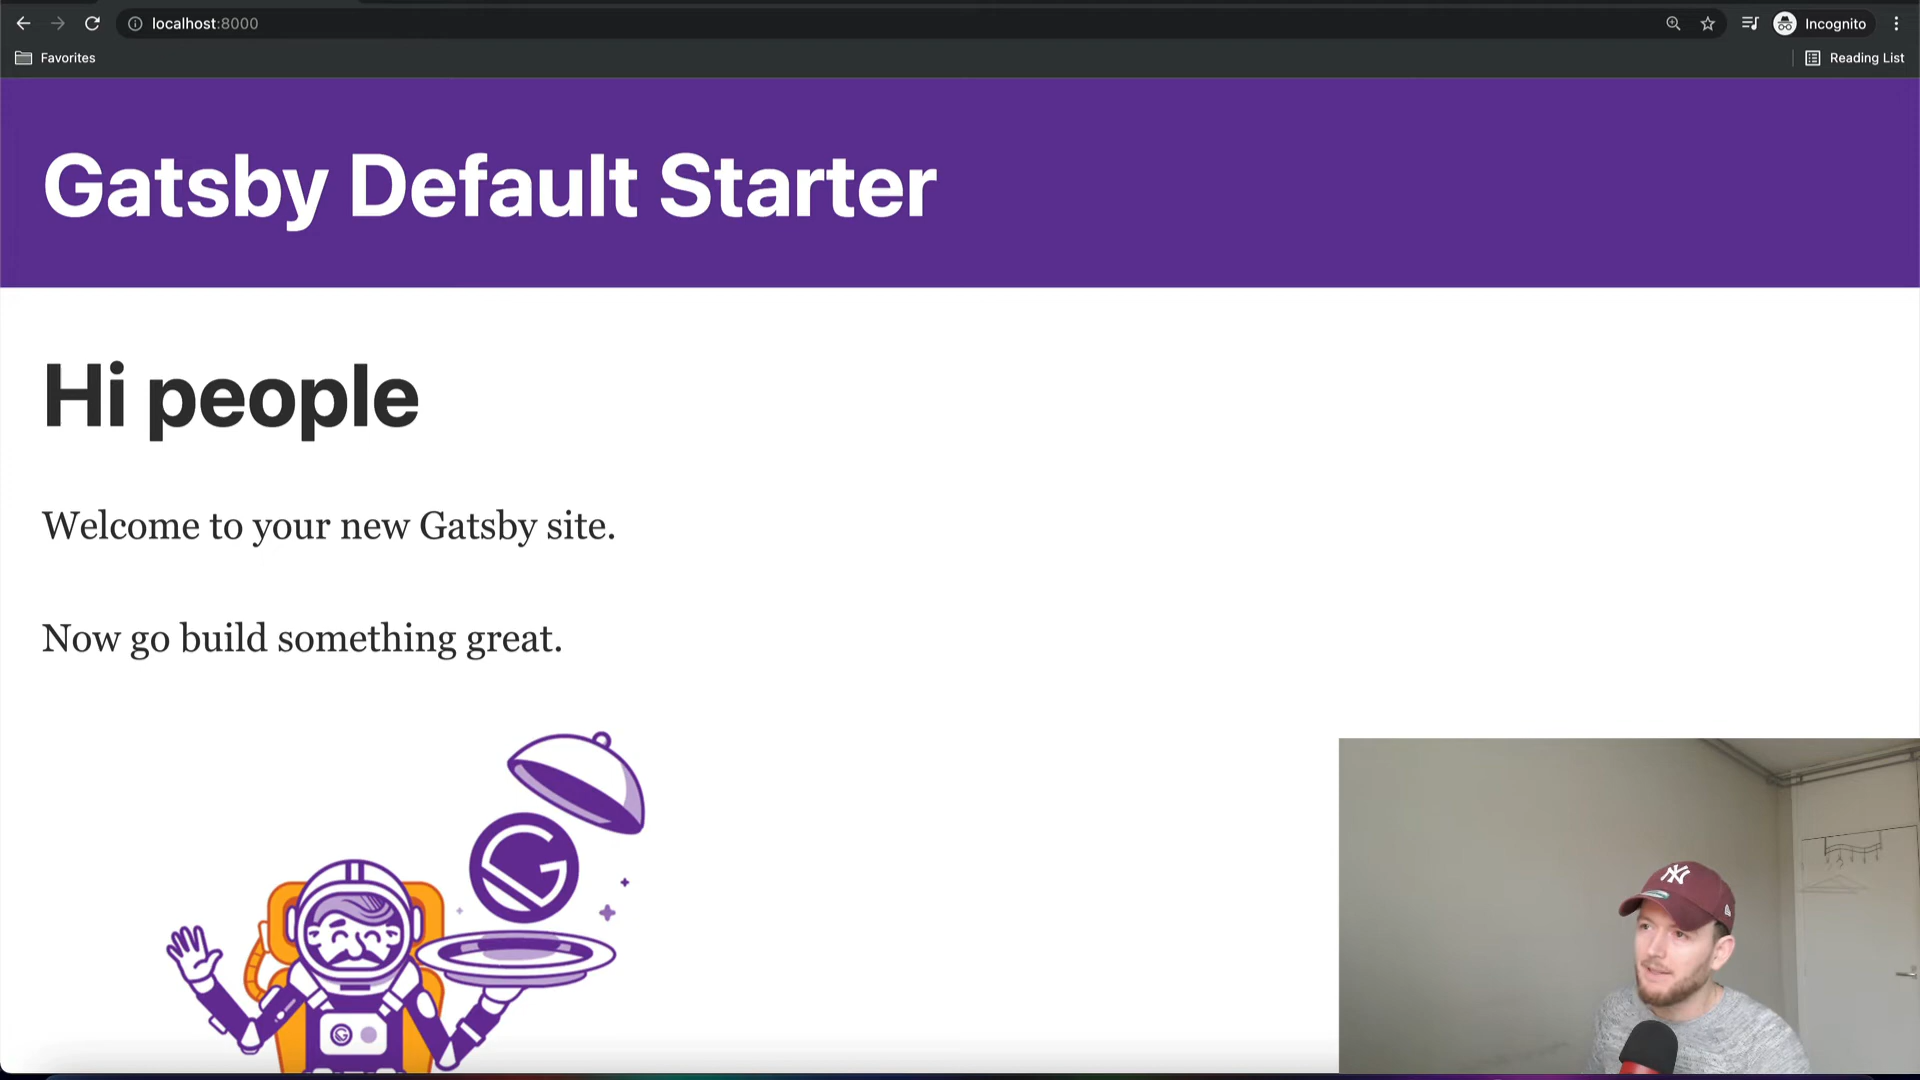 localhost:8000
Incognito
Favorites
Reading List
Gatsby Default Starter
Hi people
Welcome to your new Gatsby site.
Now go build something great.
G
G
NY